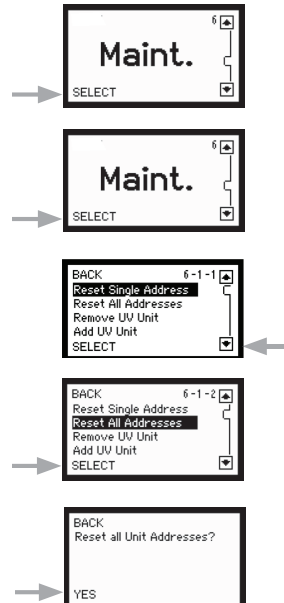 6
Maint.
SELECT
6
Maint.
SELECT
BACK 6-1-1
Reset Single Address
Reset All Addresses
Remove UV Unit
Add UV Unit
SELECT
BACK 6-1-2
Reset Single Address
Reset All Addresses
Remove UV Unit
Add UV Unit
SELECT
BACK
Reset all Unit Addresses?
YES